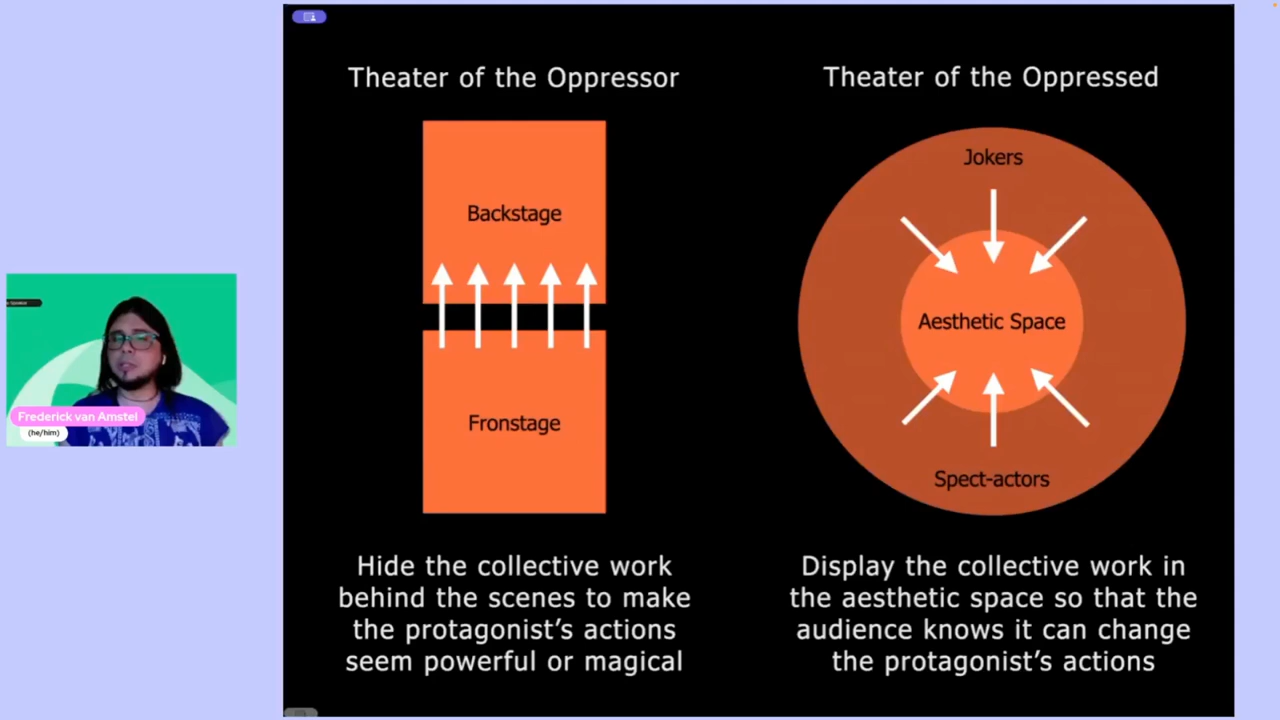 Theater of the Oppressor
Backstage
Fronstage
Hide the collective work
behind the scenes to make
the protagonist's actions
seem powerful or magical
Theater of the Oppressed
Jokers
Aesthetic Space
Spect-actors
Display the collective work in
the aesthetic space so that the
audience knows it can change
the protagonist's actions
Frederick van Amstel
(he/him)